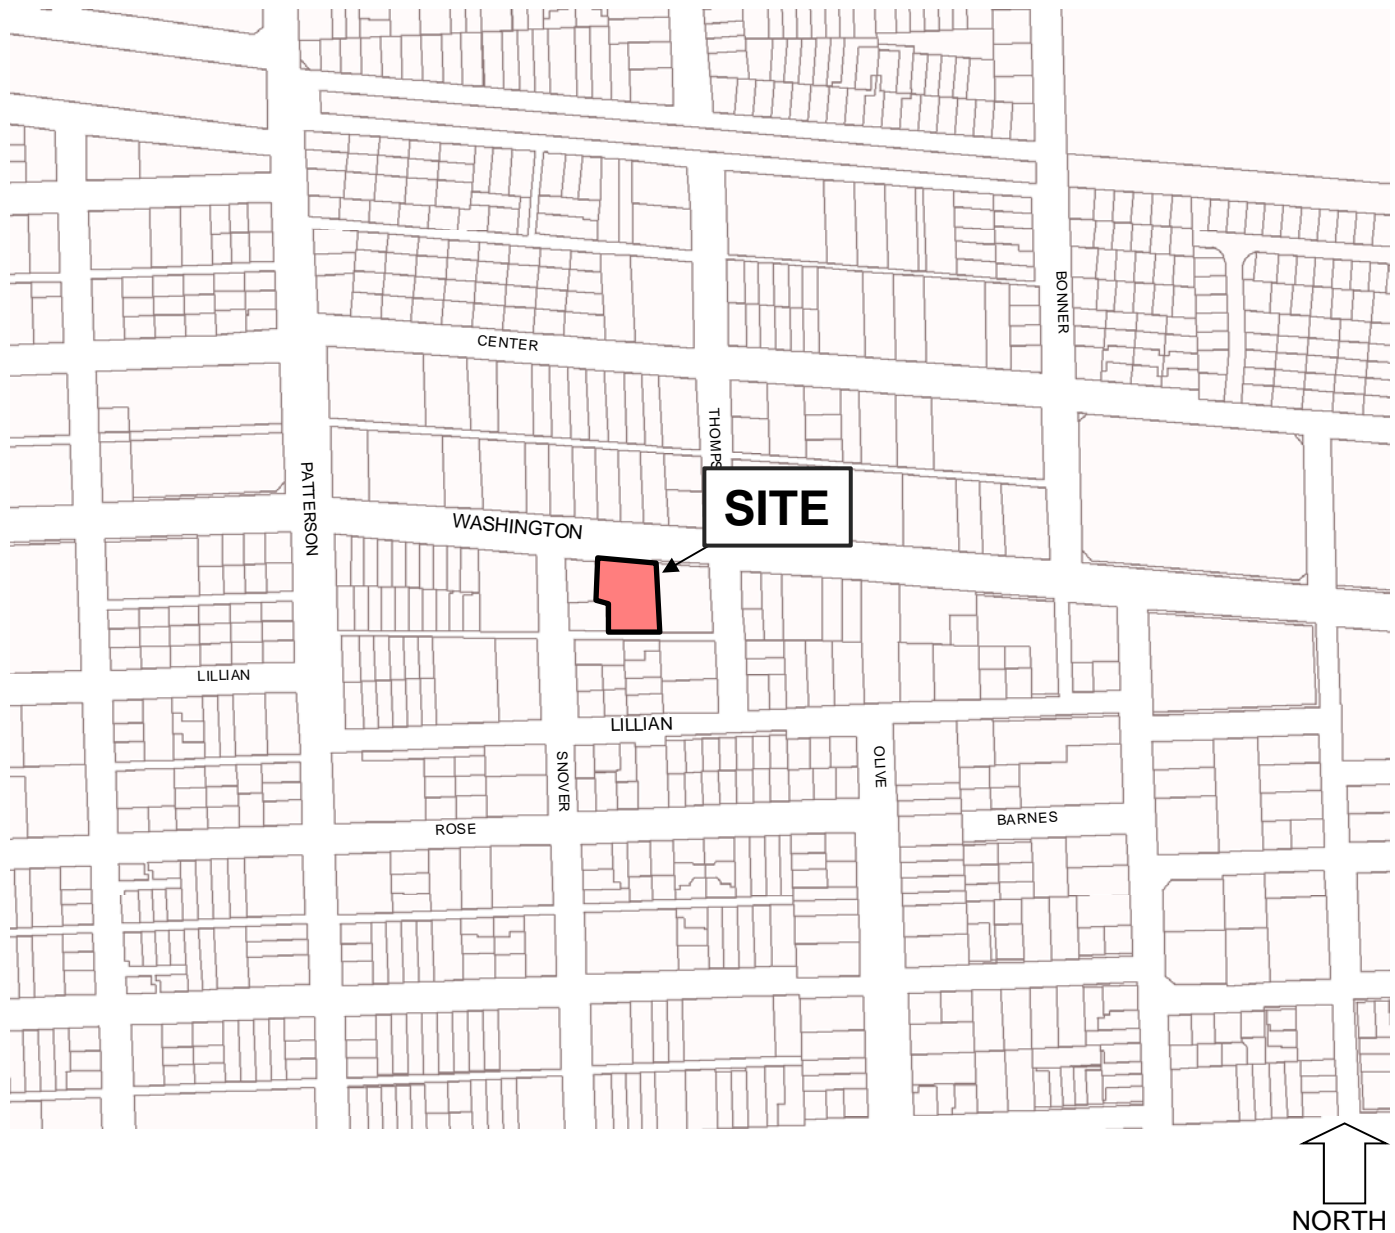 BONNER
CENTER
THOMPS
PATTERSON
SITE
WASHINGTON
LILLIAN
LILLIAN
SNOVER
OLIVE
BARNES
ROSE
NORTH